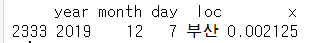 year month day loc x
2333 2019 12 7 부산 0.002125